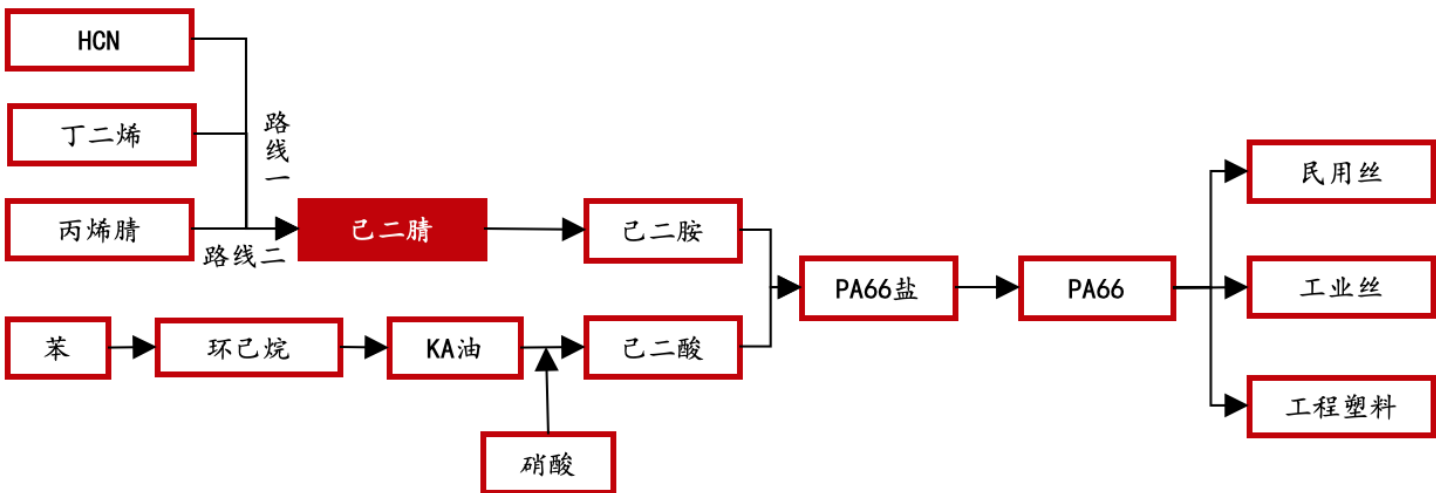 HCN
丁二烯
路线一
丙烯腈
路线二
己二腈
己二胺
苯
环己烷
KA油
己二酸
硝酸
PA66盐
PA66
民用丝
工业丝
工程塑料